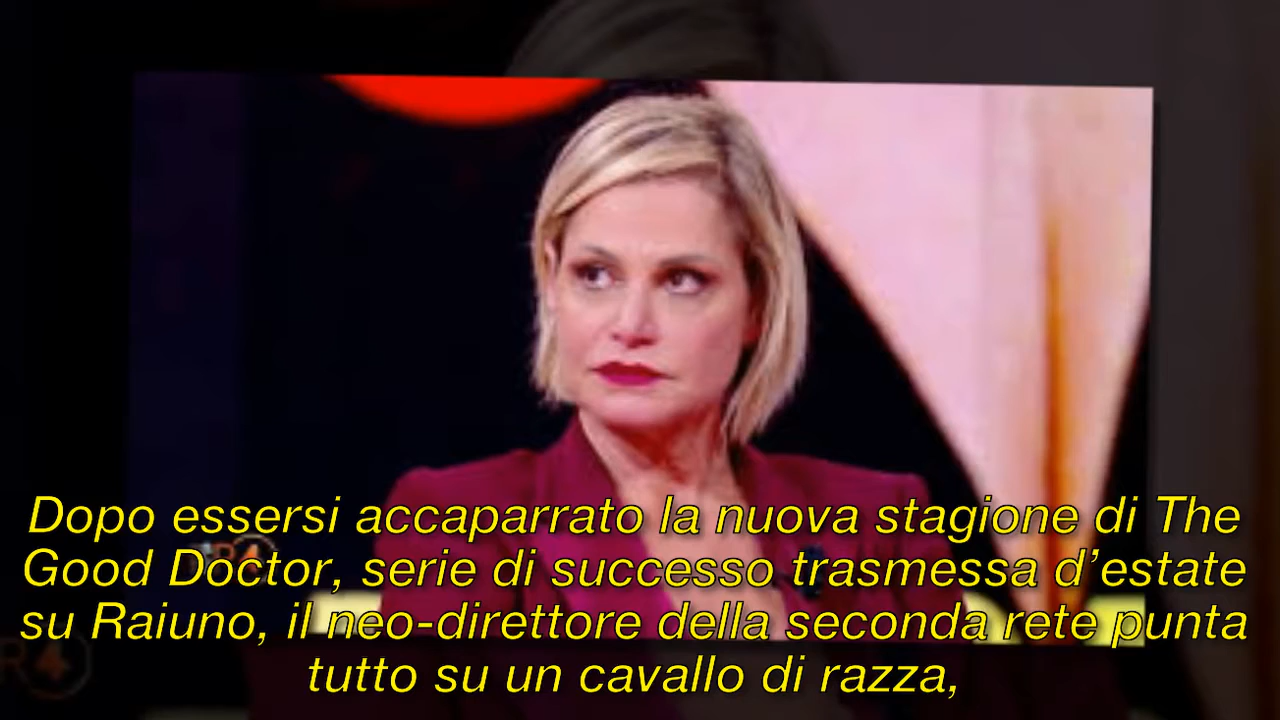 Dopo essersi accaparrato la nuova stagione di The
Good Doctor, serie di successo trasmessa d’estate
su Raiuno, il neo-direttore della seconda rete punta
tutto su un cavallo di razza,
R4